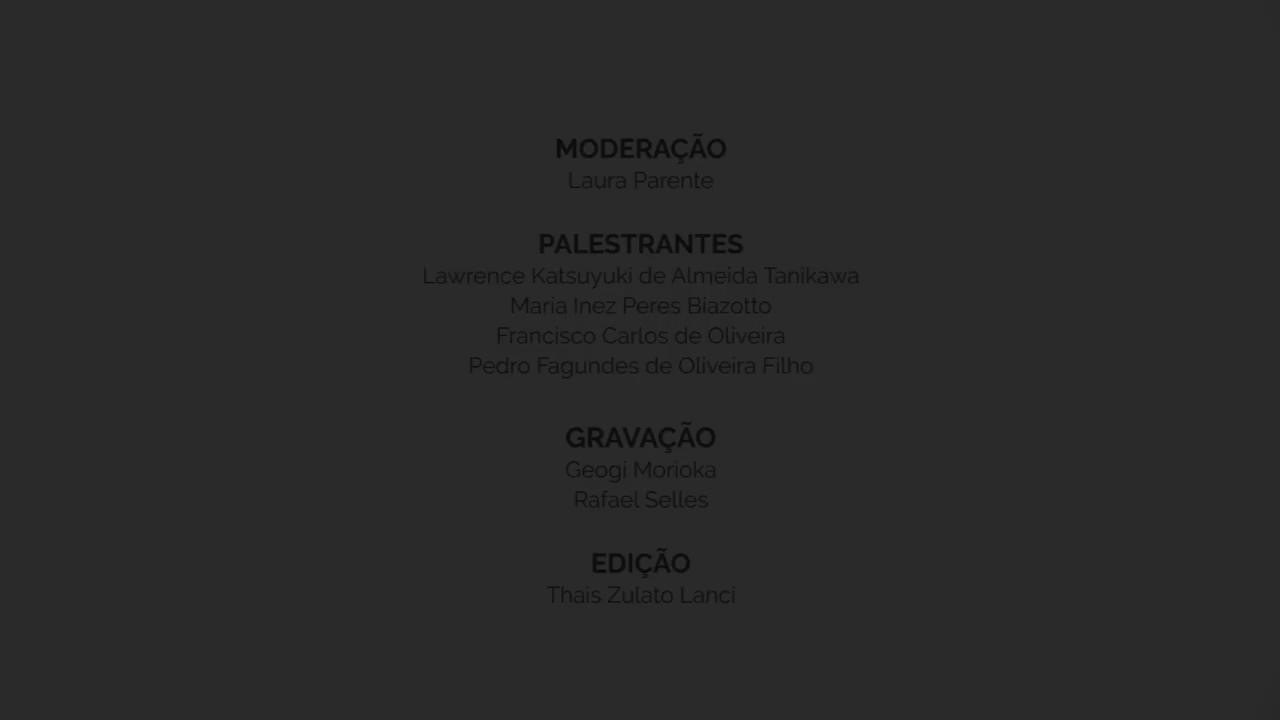 MODERAÇÃO
Laura Parente
PALESTRANTES
Lawrence Katsuyuki de Almeida Tanikawa
Maria Inez Peres Biazotto
Francisco Carlos de Oliveira
Pedro Fagundes de Oliveira Filho
GRAVAÇÃO
Geogi Morioka
Rafael Selles
EDIÇÃO
Thais Zulato Lanci